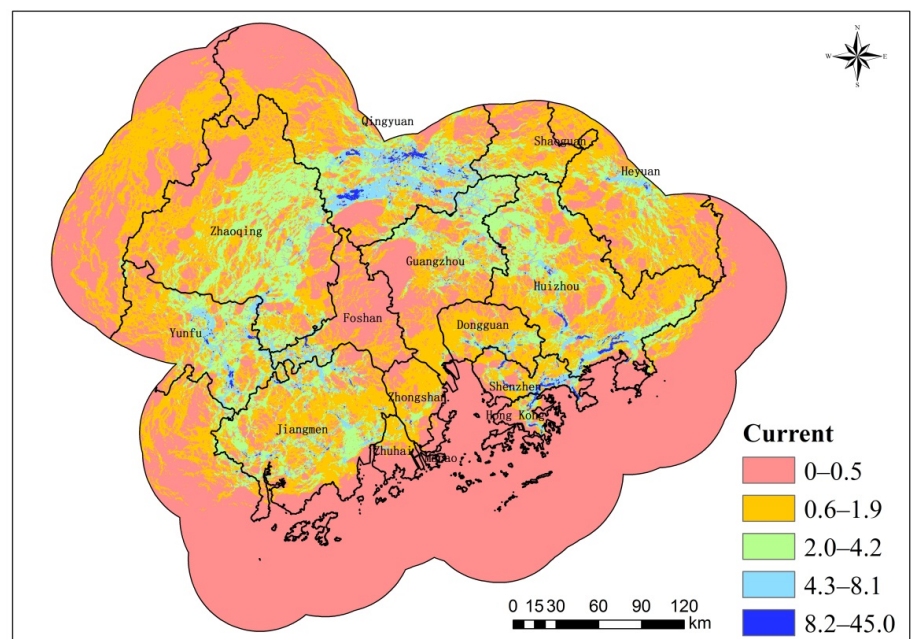 N
W E
S
Qingyuan
Shaoguan
Heyuan
Zhaoqing
Guangzhou
Huizhou
Foshan
Dongguan
Yunfu
Shenzhen
Zhongshan
Hong Kong
Jiangmen
Zhuhai
Current
0–0.5
0.6–1.9
2.0–4.2
4.3–8.1
8.2–45.0
0 15 30 60 90 120
km